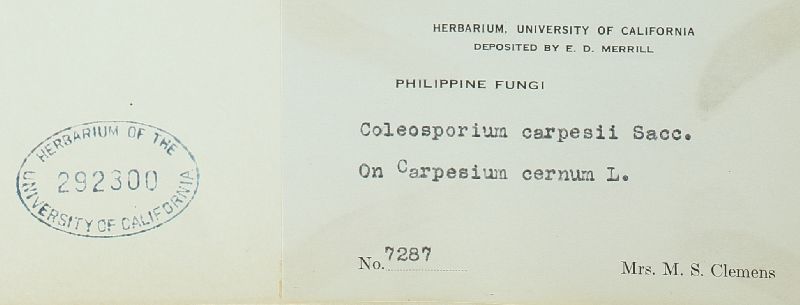 HERBARIUM, UNIVERSITY OF CALIFORNIA
DEPOSITED BY E. D. MERRILL
PHILIPPINE FUNGI
Coleosporium carpesii Sacc.
On Carpesium cernum L.
No. 7287
Mrs. M. S. Clemens
HERBARIUM OF THE
292300
UNIVERSITY OF CALIFORNIA